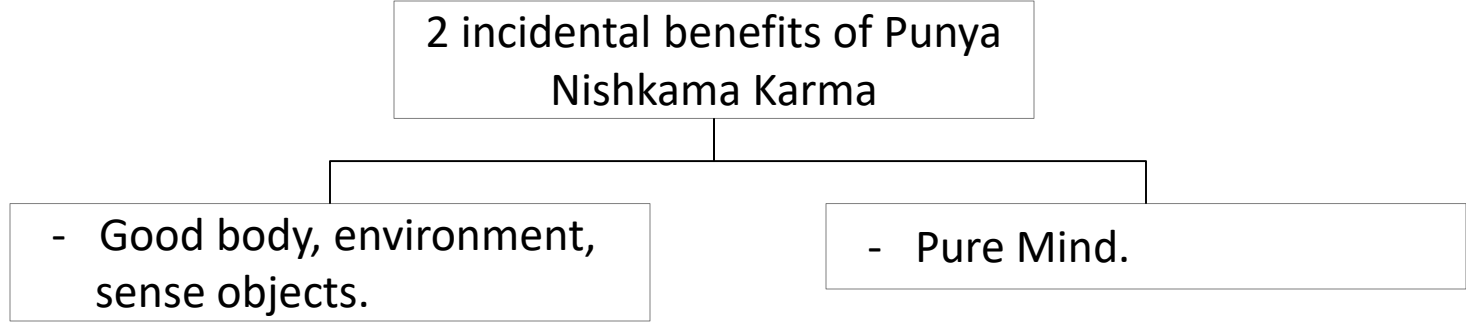 2 incidental benefits of Punya
Nishkama Karma
- Good body, environment,
sense objects.
- Pure Mind.